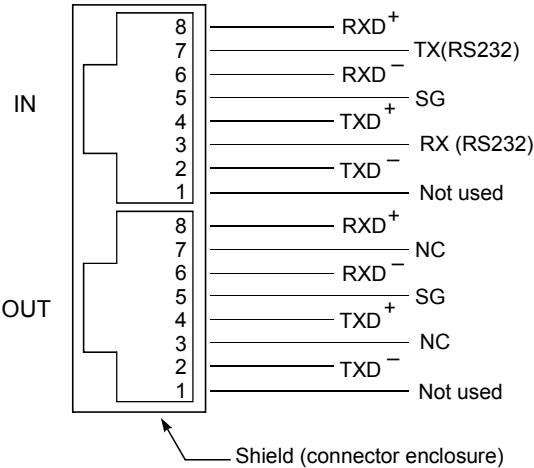 IN
8 RXD+
7 TX(RS232)
6 RXD−
5 SG
4 TXD+
3 RX (RS232)
2 TXD−
1 Not used
OUT
8 RXD+
7 NC
6 RXD−
5 SG
4 TXD+
3 NC
2 TXD−
1 Not used
Shield (connector enclosure)